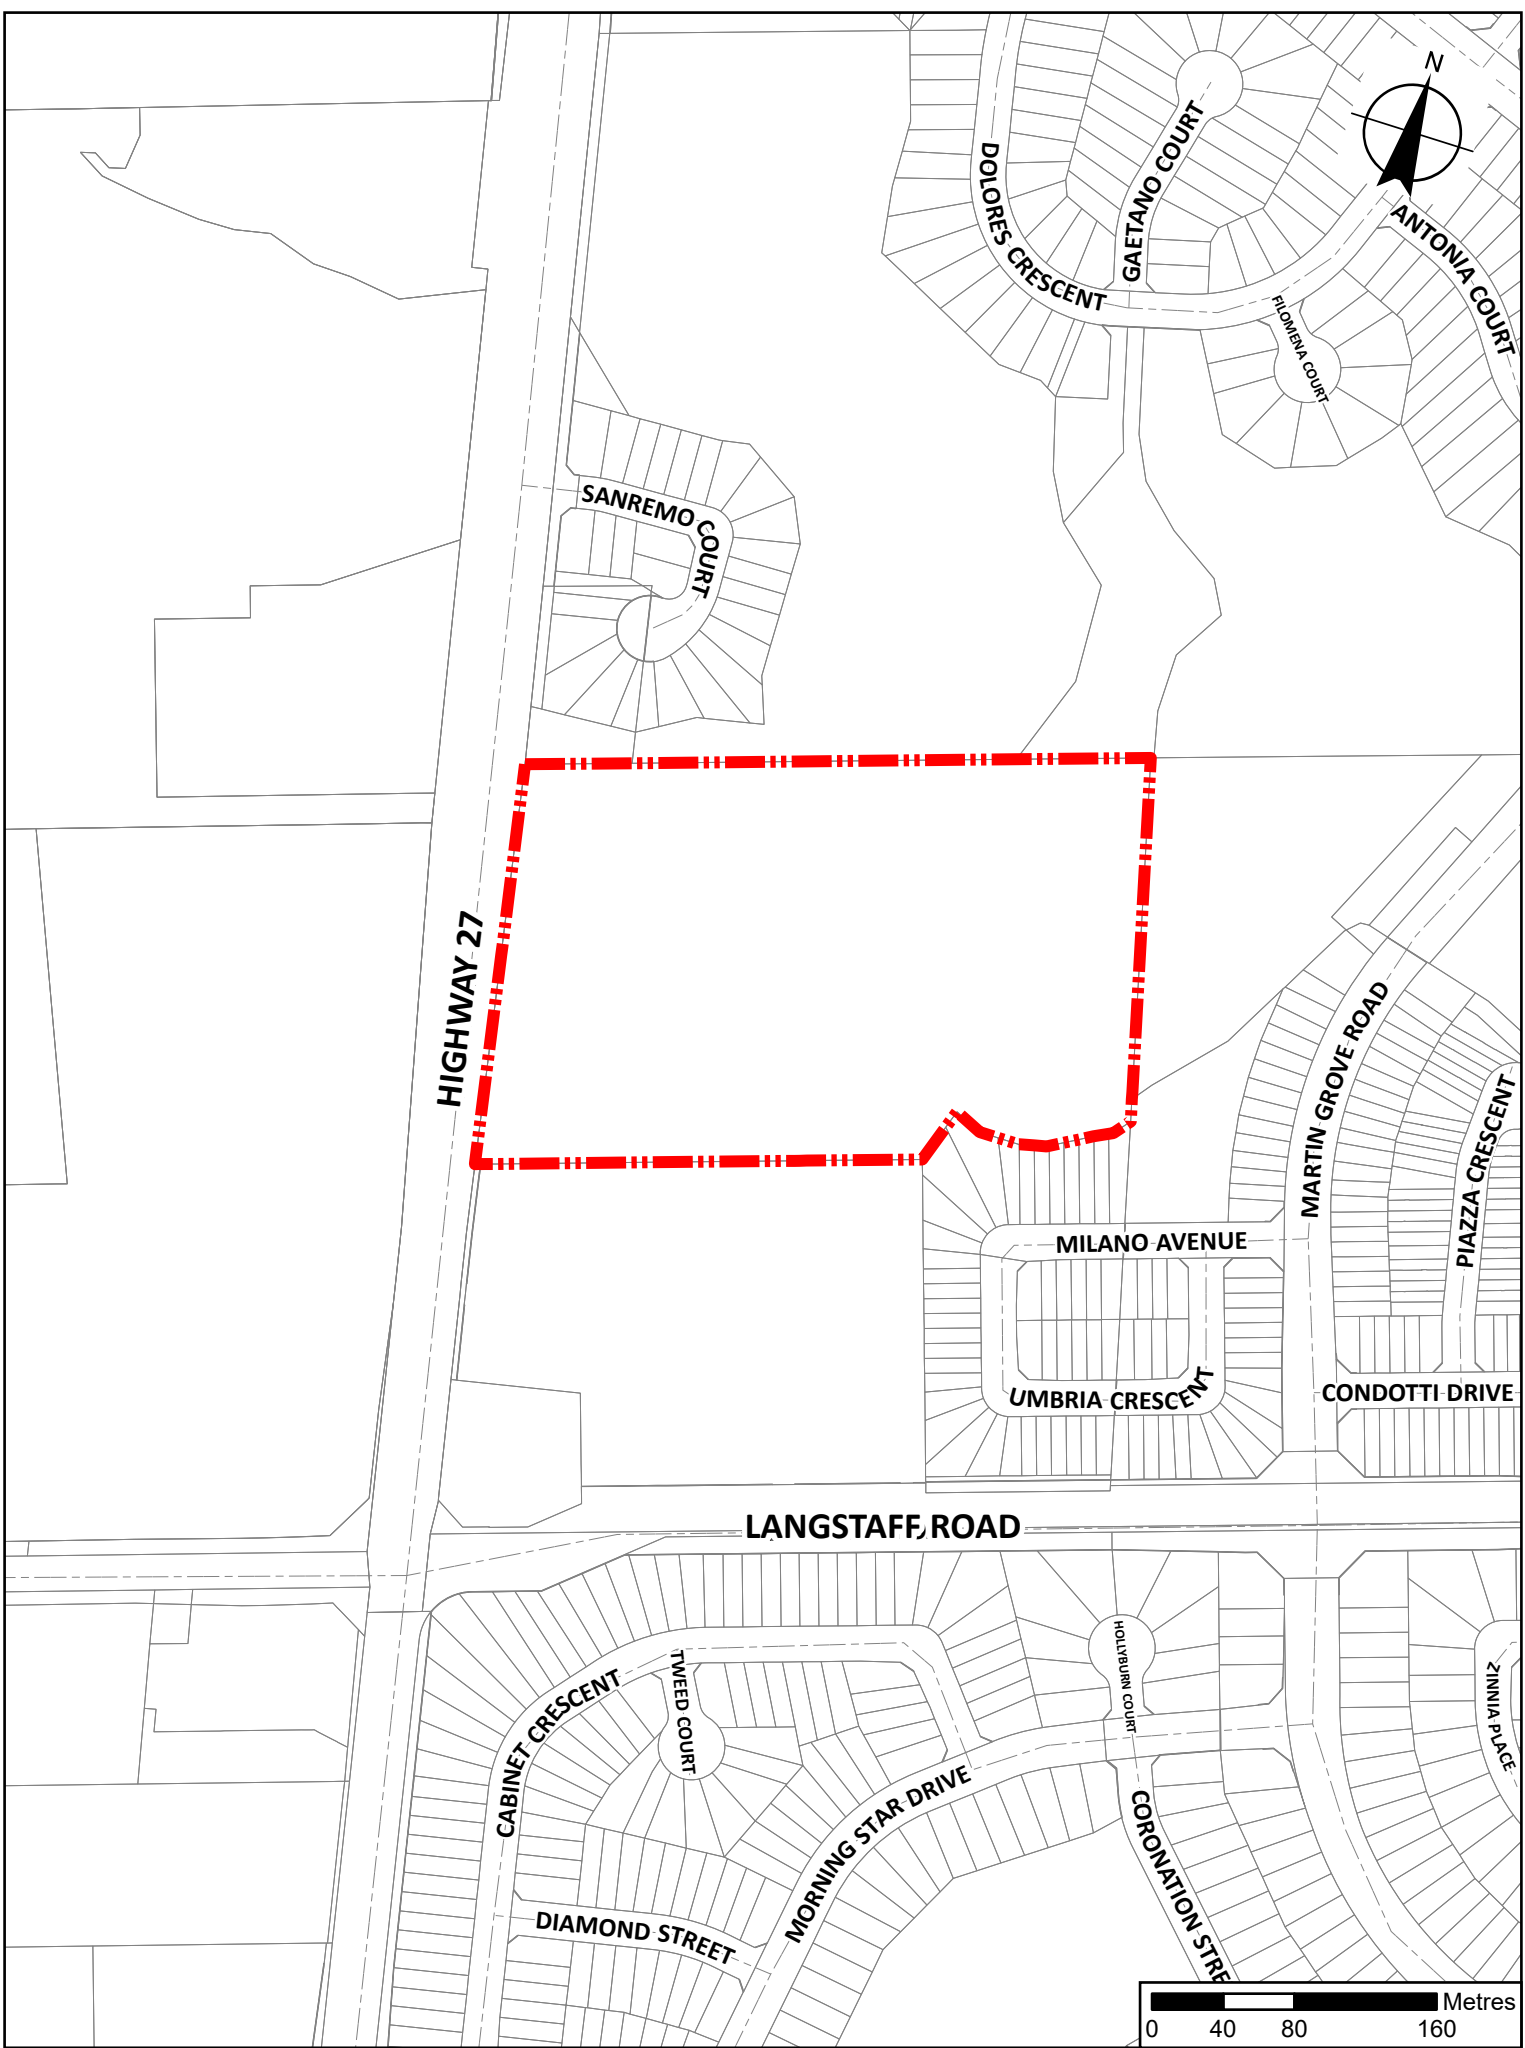 N
DOLORES CRESCENT
GAETANO COURT
ANTONIA COURT
FILOMENA COURT
SANREMO COURT
HIGHWAY 27
MARTIN GROVE ROAD
PIAZZA CRESCENT
MILANO AVENUE
UMBRIA CRESCENT
CONDOTTI DRIVE
LANGSTAFF ROAD
HOLLYBURN COURT
TWEED COURT
CABINET CRESCENT
ZINNIA PLACE
MORNING STAR DRIVE
CORONATION STRE
DIAMOND STREET
Metres
0 40 80 160